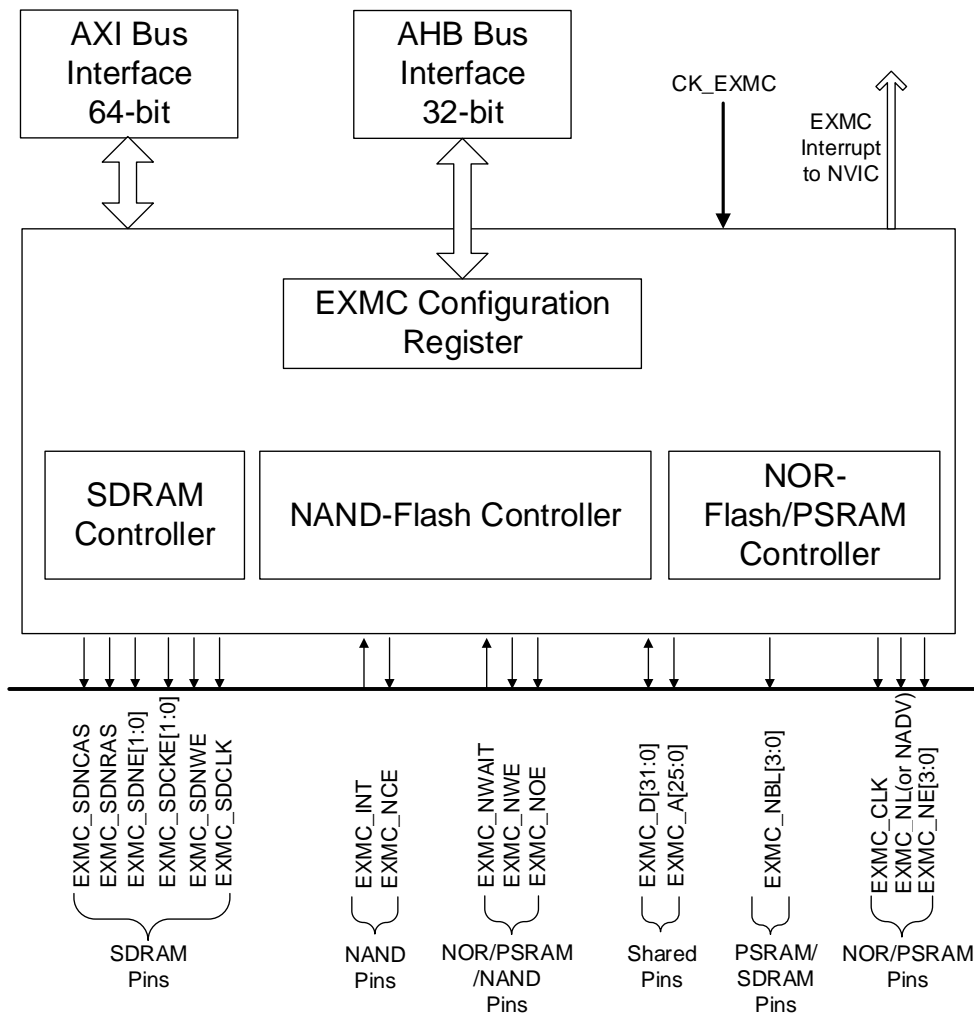 AXI Bus
Interface
64-bit
AHB Bus
Interface
32-bit
CK_EXMC
EXMC
Interrupt
to NVIC
EXMC Configuration
Register
SDRAM
Controller
NAND-Flash Controller
NOR-
Flash/PSRAM
Controller
EXMC_SDNCAS
EXMC_SDNRAS
EXMC_SDNE[1:0]
EXMC_SDCKE[1:0]
EXMC_SDNWE
EXMC_SDCLK
EXMC_INT
EXMC_NCE
EXMC_NWAIT
EXMC_NWE
EXMC_NOE
EXMC_D[31:0]
EXMC_A[25:0]
EXMC_NBL[3:0]
EXMC_CLK
EXMC_NL(or NADV)
EXMC_NE[3:0]
SDRAM
Pins
NAND
Pins
NOR/PSRAM
/NAND
Pins
Shared
Pins
PSRAM/
SDRAM
Pins
NOR/PSRAM
Pins